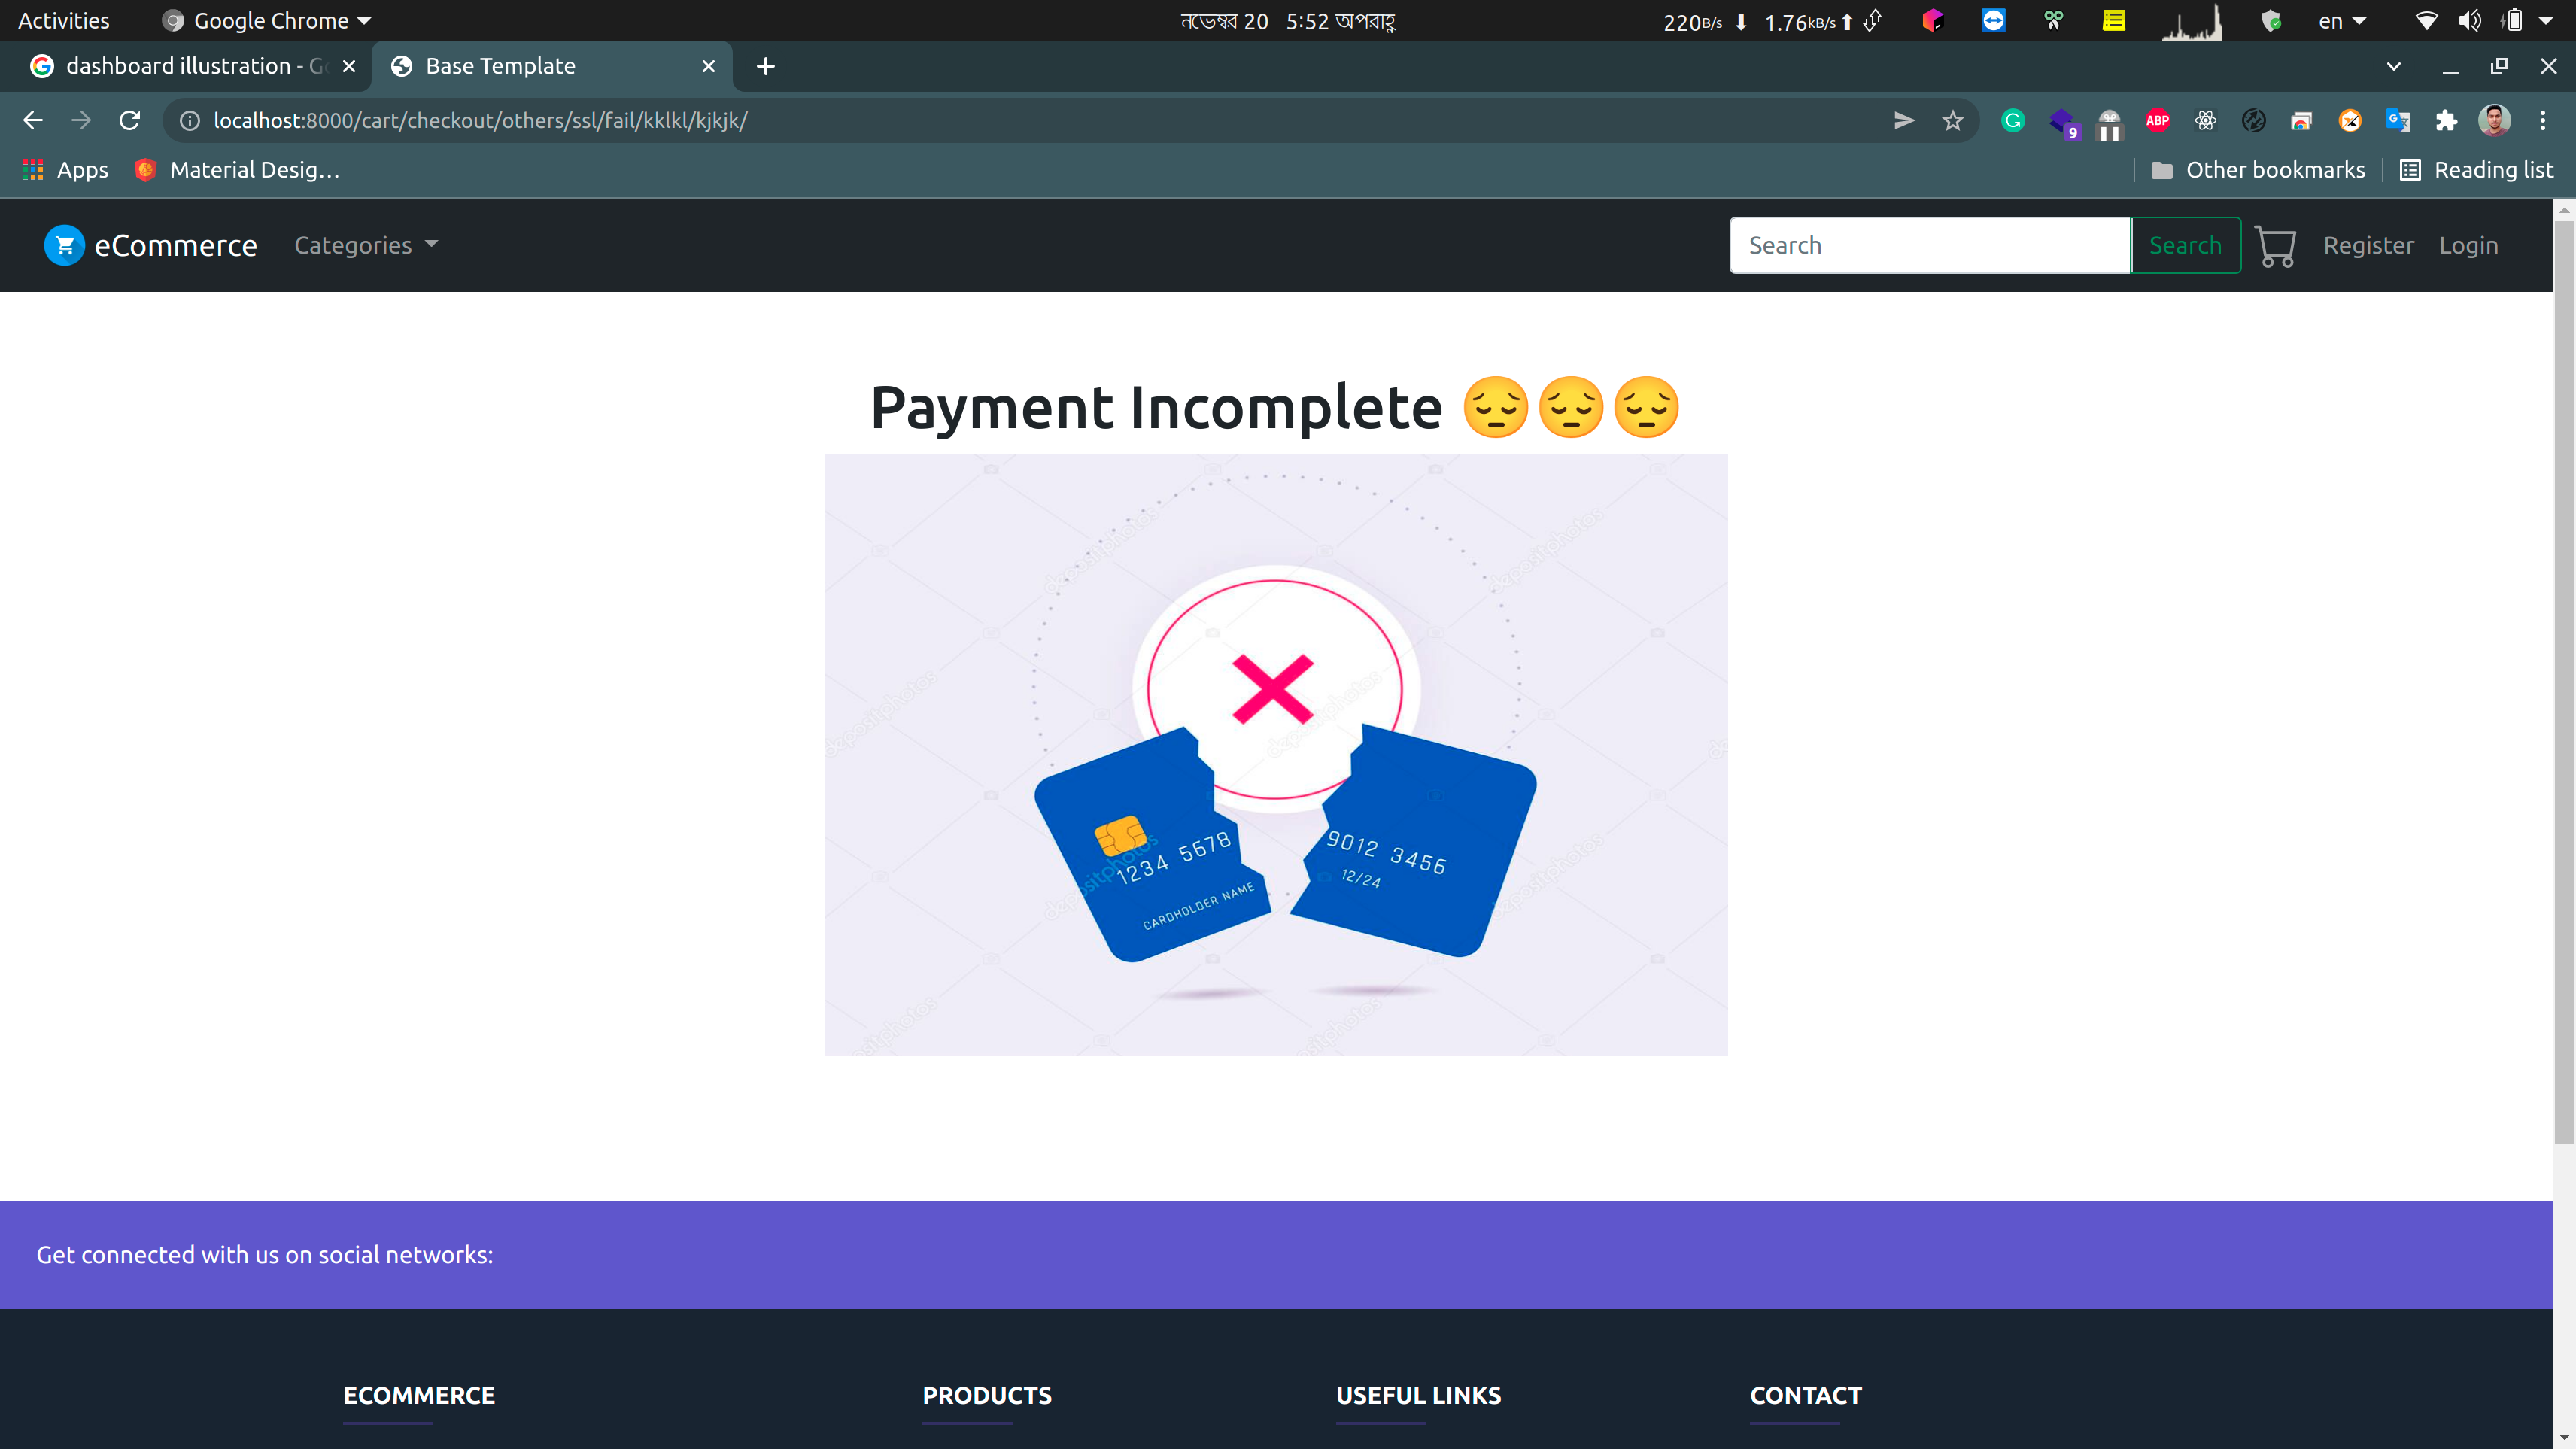 Activities Google Chrome নভেম্বর 20 5:52 অপরাহ্ণ 220B/s 1.76kB/s en
dashboard illustration - Go Base Template
localhost:8000/cart/checkout/others/ssl/fail/kklkl/kjkjk/ 9 ABP
Apps Material Desig… Other bookmarks Reading list
eCommerce Categories Search Search Register Login
Payment Incomplete 😔😔😔
depositphotos
1234 5678 9012 3456
12/24
CARDHOLDER NAME
Get connected with us on social networks:
ECOMMERCE PRODUCTS USEFUL LINKS CONTACT